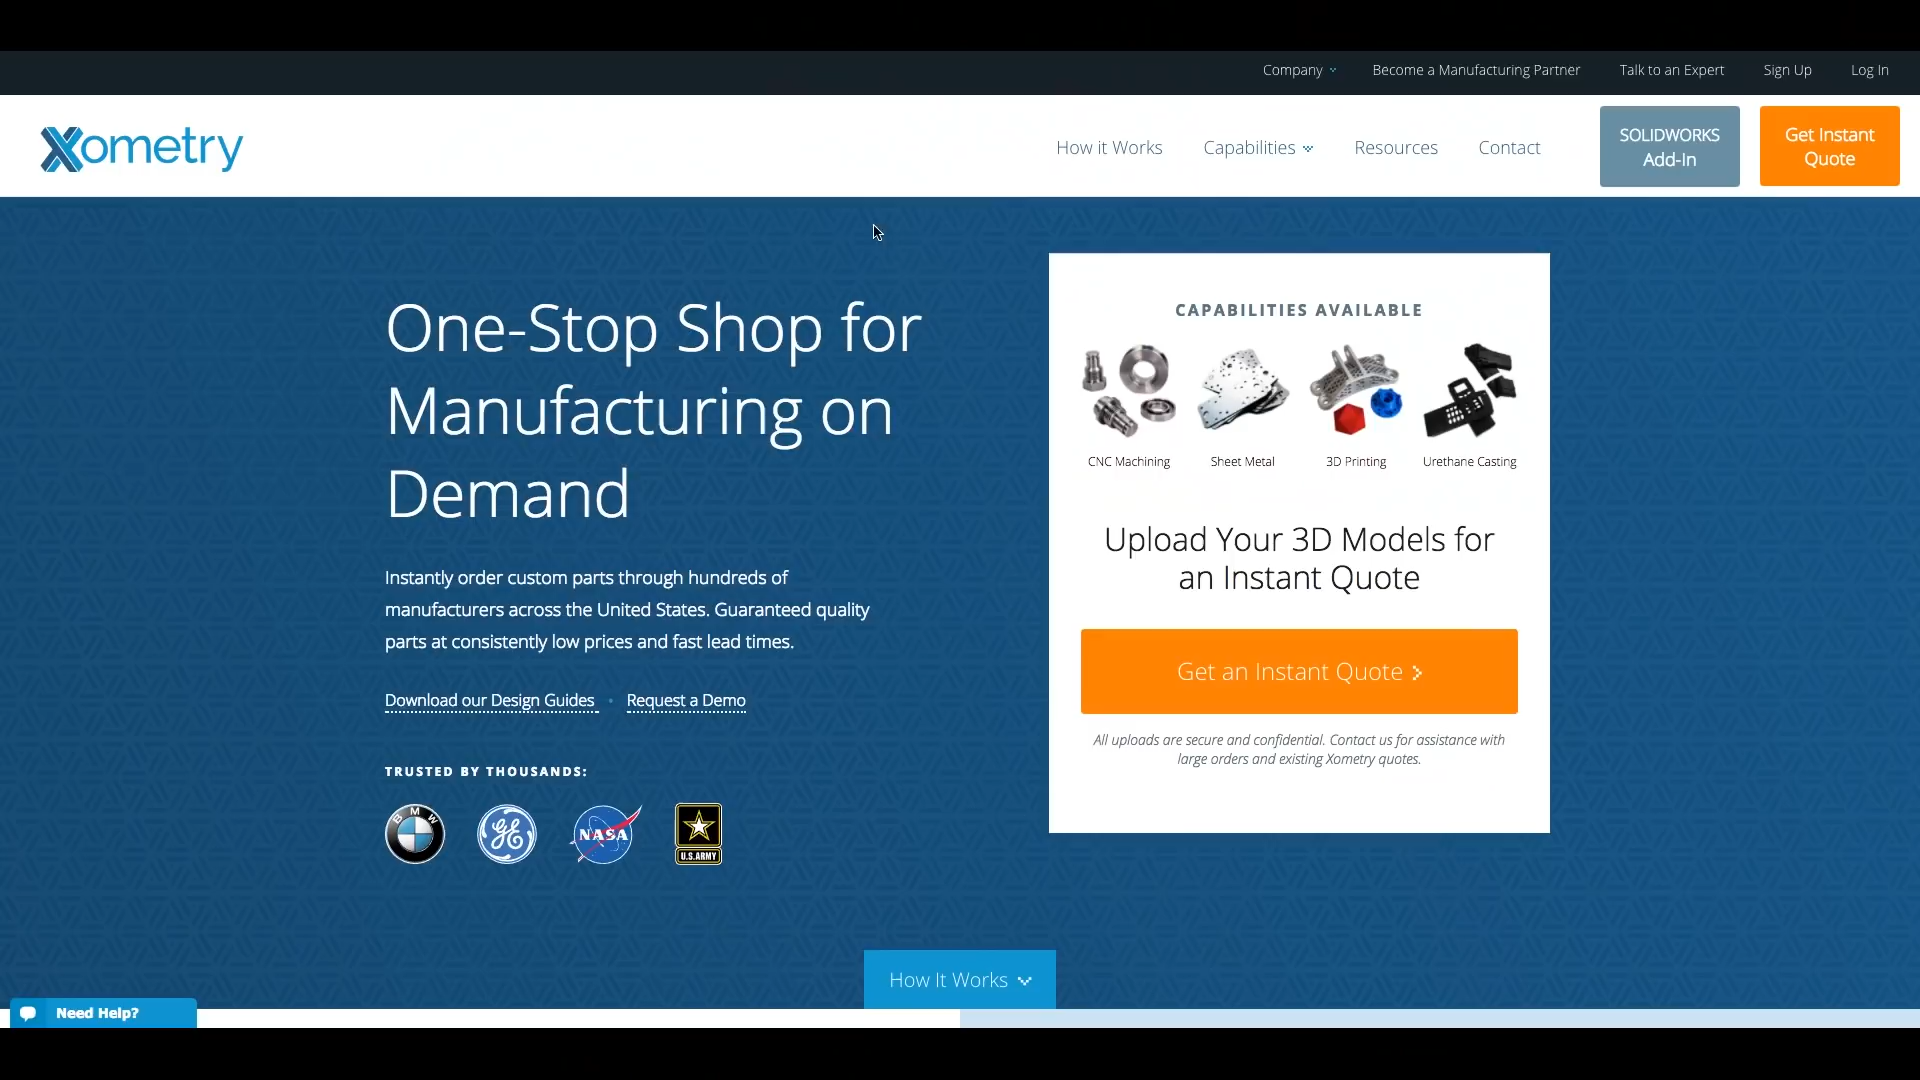 Company
Become a Manufacturing Partner
Talk to an Expert
Sign Up
Log In
Xometry
How it Works
Capabilities
Resources
Contact
SOLIDWORKS
Add-In
Get Instant
Quote
One-Stop Shop for
Manufacturing on
Demand
Instantly order custom parts through hundreds of
manufacturers across the United States. Guaranteed quality
parts at consistently low prices and fast lead times.
Download our Design Guides • Request a Demo
TRUSTED BY THOUSANDS:
BMW
GE
NASA
U.S.ARMY
CAPABILITIES AVAILABLE
CNC Machining
Sheet Metal
3D Printing
Urethane Casting
Upload Your 3D Models for
an Instant Quote
Get an Instant Quote
All uploads are secure and confidential. Contact us for assistance with
large orders and existing Xometry quotes.
How It Works
Need Help?